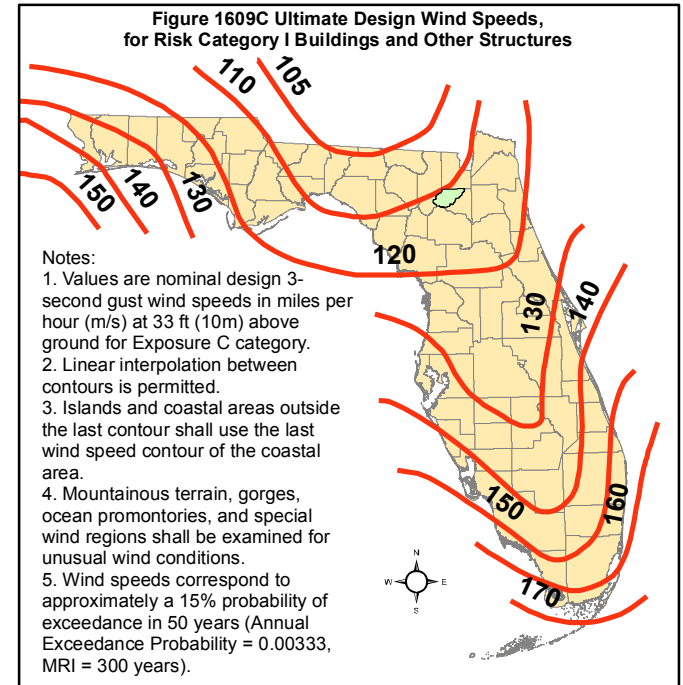 Figure 1609C Ultimate Design Wind Speeds,
for Risk Category I Buildings and Other Structures
105
110
150
140
130
120
130
140
150
160
170
Notes:
1. Values are nominal design 3-
second gust wind speeds in miles per
hour (m/s) at 33 ft (10m) above
ground for Exposure C category.
2. Linear interpolation between
contours is permitted.
3. Islands and coastal areas outside
the last contour shall use the last
wind speed contour of the coastal
area.
4. Mountainous terrain, gorges,
ocean promontories, and special
wind regions shall be examined for
unusual wind conditions.
5. Wind speeds correspond to
approximately a 15% probability of
exceedance in 50 years (Annual
Exceedance Probability = 0.00333,
MRI = 300 years).
N
W E
S